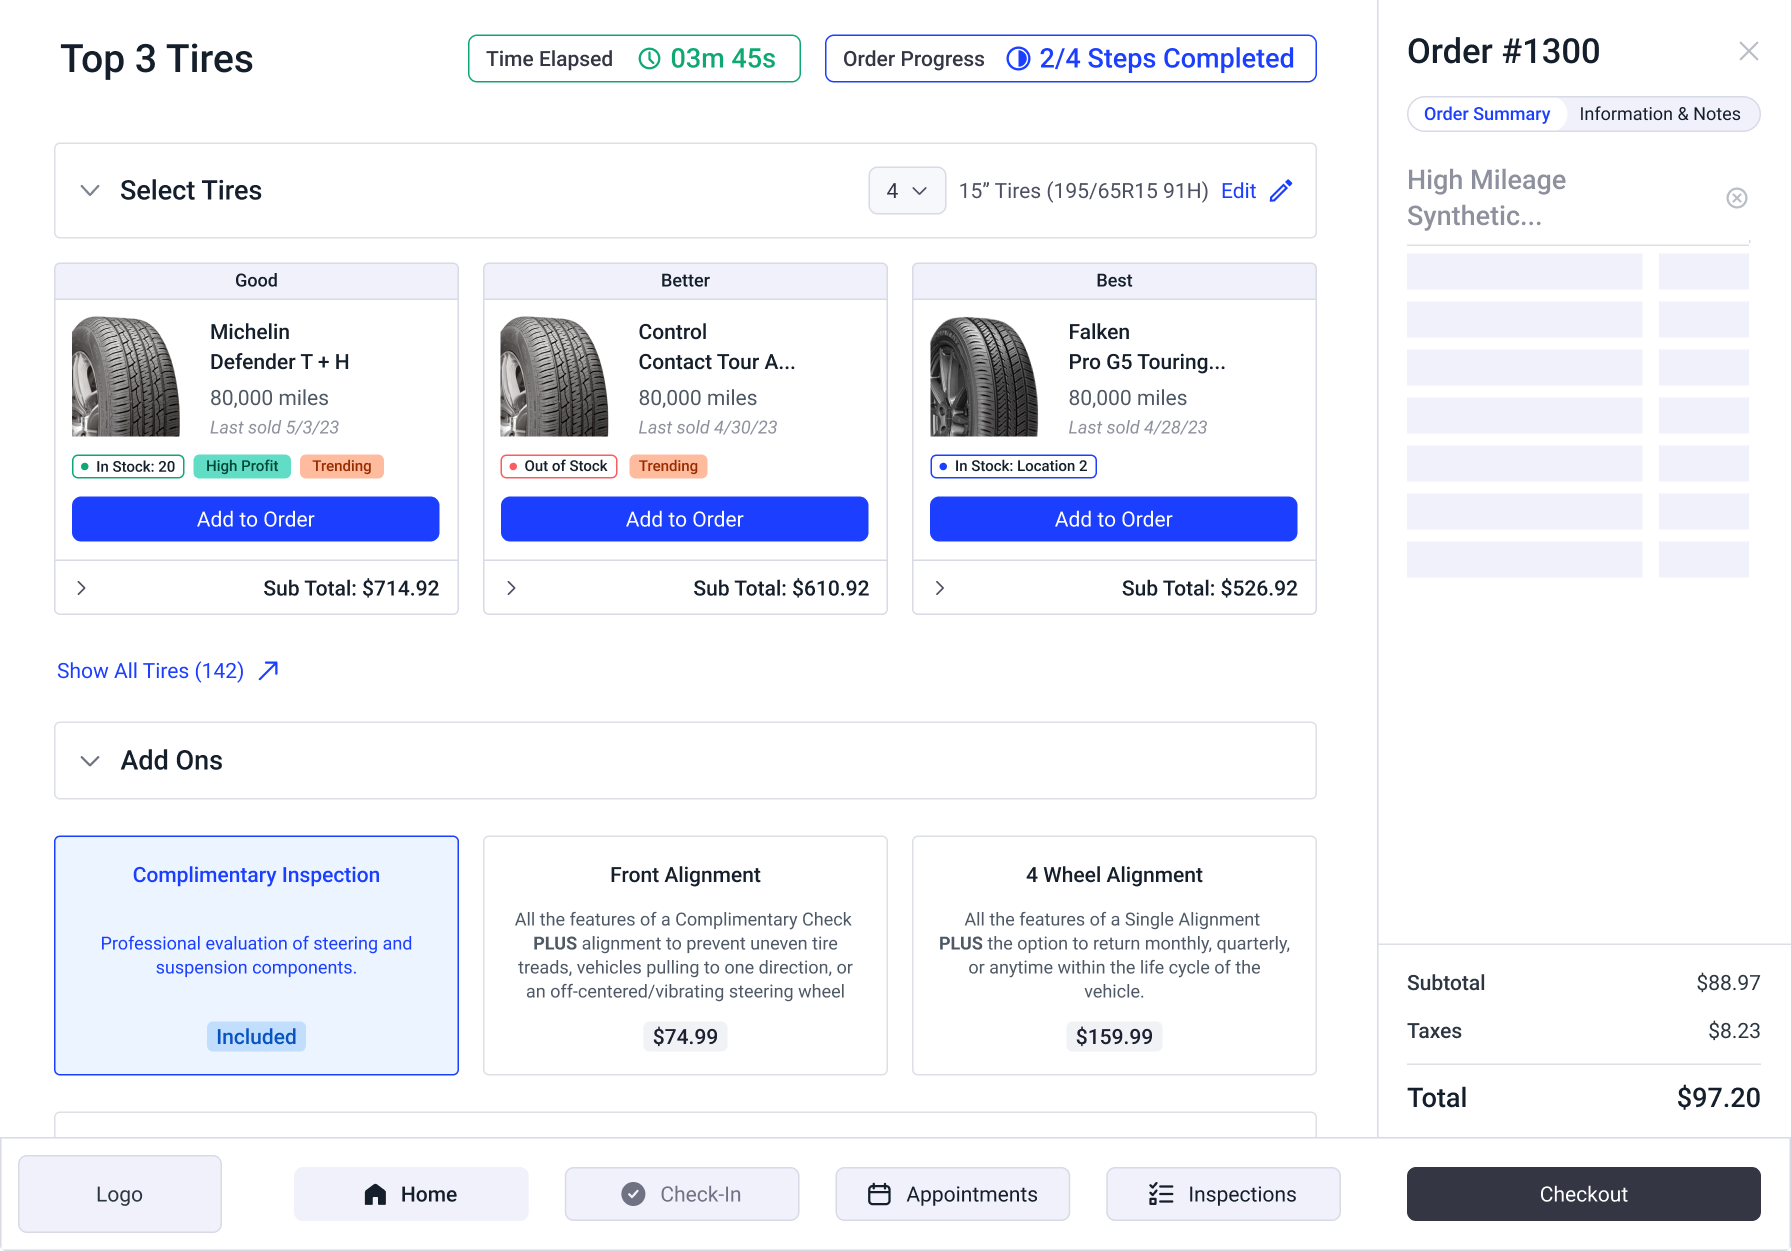 Top 3 Tires
Time Elapsed 03m 45s
Order Progress 2/4 Steps Completed
Select Tires
4
15” Tires (195/65R15 91H) Edit
Good
Michelin
Defender T + H
80,000 miles
Last sold 5/3/23
In Stock: 20 High Profit Trending
Add to Order
Sub Total: $714.92
Better
Control
Contact Tour A...
80,000 miles
Last sold 4/30/23
Out of Stock Trending
Add to Order
Sub Total: $610.92
Best
Falken
Pro G5 Touring...
80,000 miles
Last sold 4/28/23
In Stock: Location 2
Add to Order
Sub Total: $526.92
Show All Tires (142)
Add Ons
Complimentary Inspection
Professional evaluation of steering and
suspension components.
Included
Front Alignment
All the features of a Complimentary Check
PLUS alignment to prevent uneven tire
treads, vehicles pulling to one direction, or
an off-centered/vibrating steering wheel
$74.99
4 Wheel Alignment
All the features of a Single Alignment
PLUS the option to return monthly, quarterly,
or anytime within the life cycle of the
vehicle.
$159.99
Order #1300
Order Summary Information & Notes
High Mileage
Synthetic...
Subtotal $88.97
Taxes $8.23
Total $97.20
Logo
Home
Check-In
Appointments
Inspections
Checkout